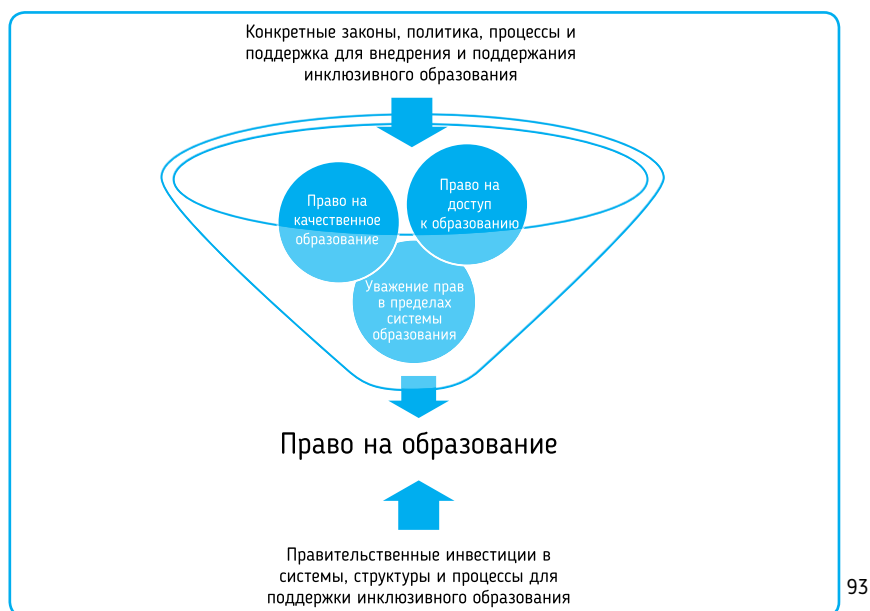 Конкретные законы, политика, процессы и
поддержка для внедрения и поддержания
инклюзивного образования
Право на
качественное
образование
Право на
доступ
к образованию
Уважение прав
в пределах
системы
образования
Право на образование
Правительственные инвестиции в
системы, структуры и процессы для
поддержки инклюзивного образования
93